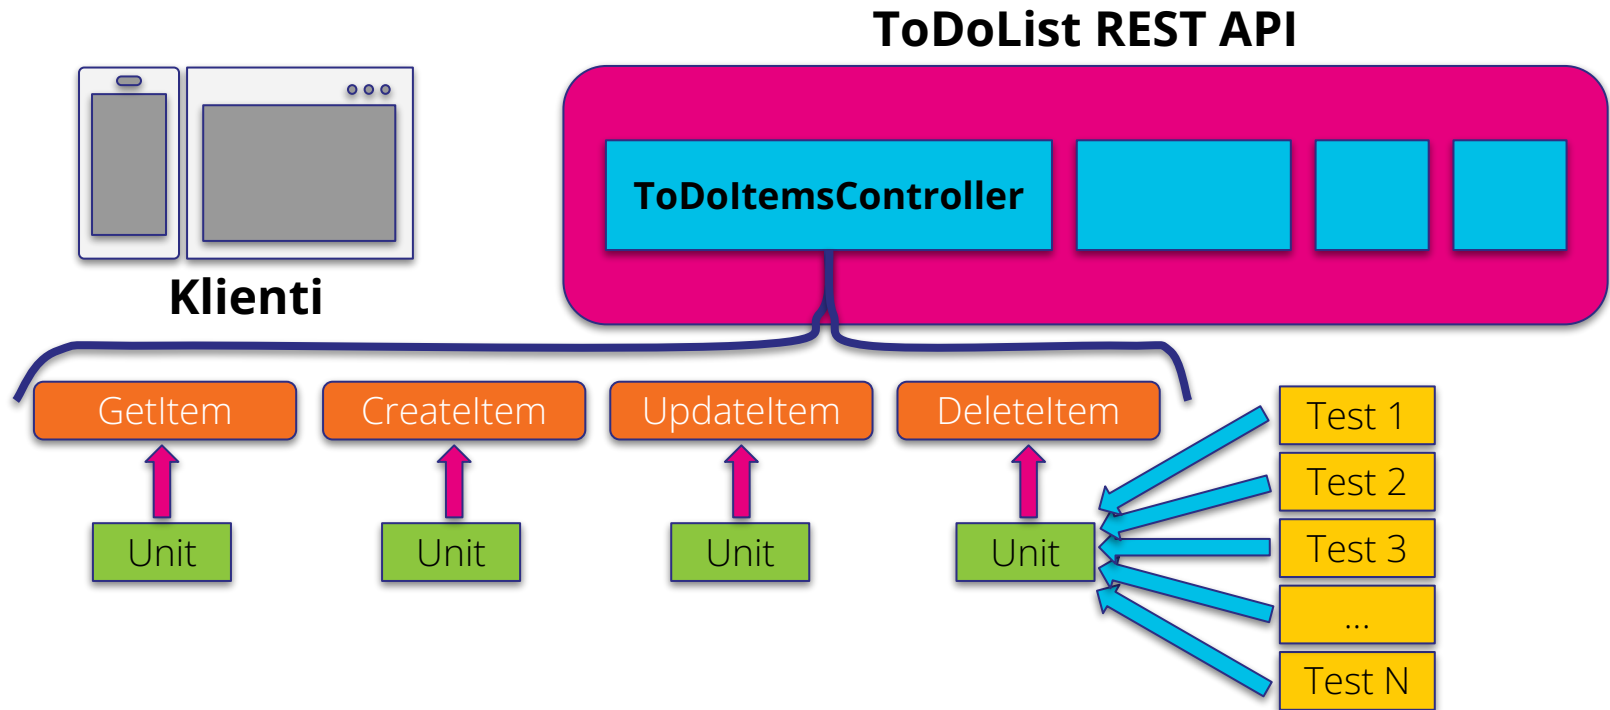 ToDoList REST API
ToDoItemsController
Klienti
GetItem
CreateItem
UpdateItem
DeleteItem
Unit
Unit
Unit
Unit
Test 1
Test 2
Test 3
...
Test N